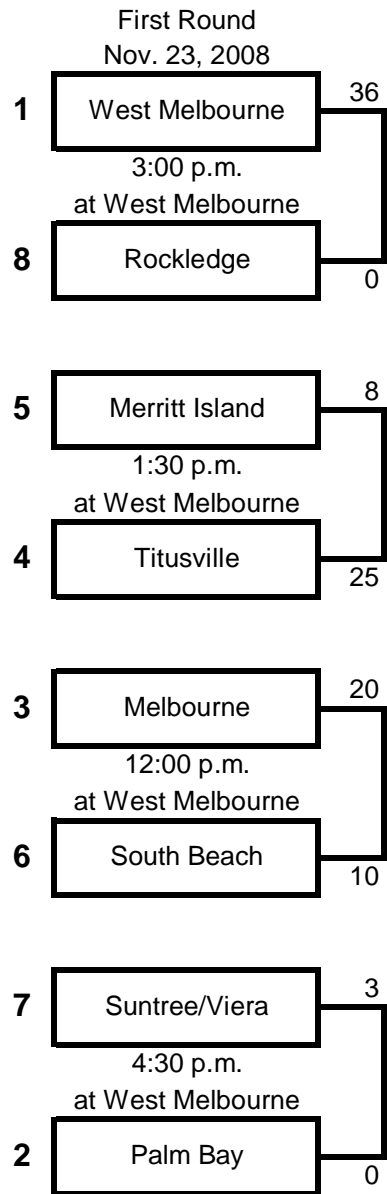 First Round
Nov. 23, 2008
1 West Melbourne 36
3:00 p.m.
at West Melbourne
8 Rockledge 0
5 Merritt Island 8
1:30 p.m.
at West Melbourne
4 Titusville 25
3 Melbourne 20
12:00 p.m.
at West Melbourne
6 South Beach 10
7 Suntree/Viera 3
4:30 p.m.
at West Melbourne
2 Palm Bay 0